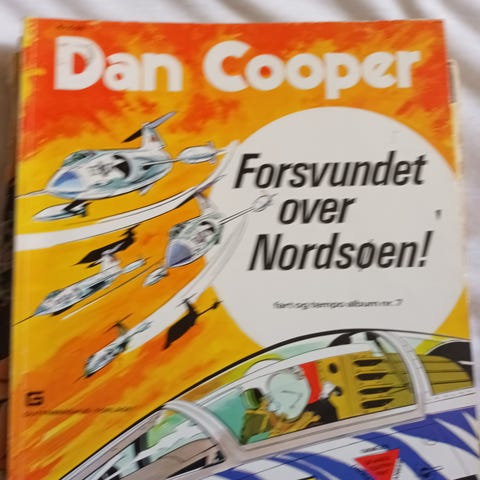 Dan Cooper
Forsvundet
over
Nordsøen!
fart og tempo album nr. 7
G